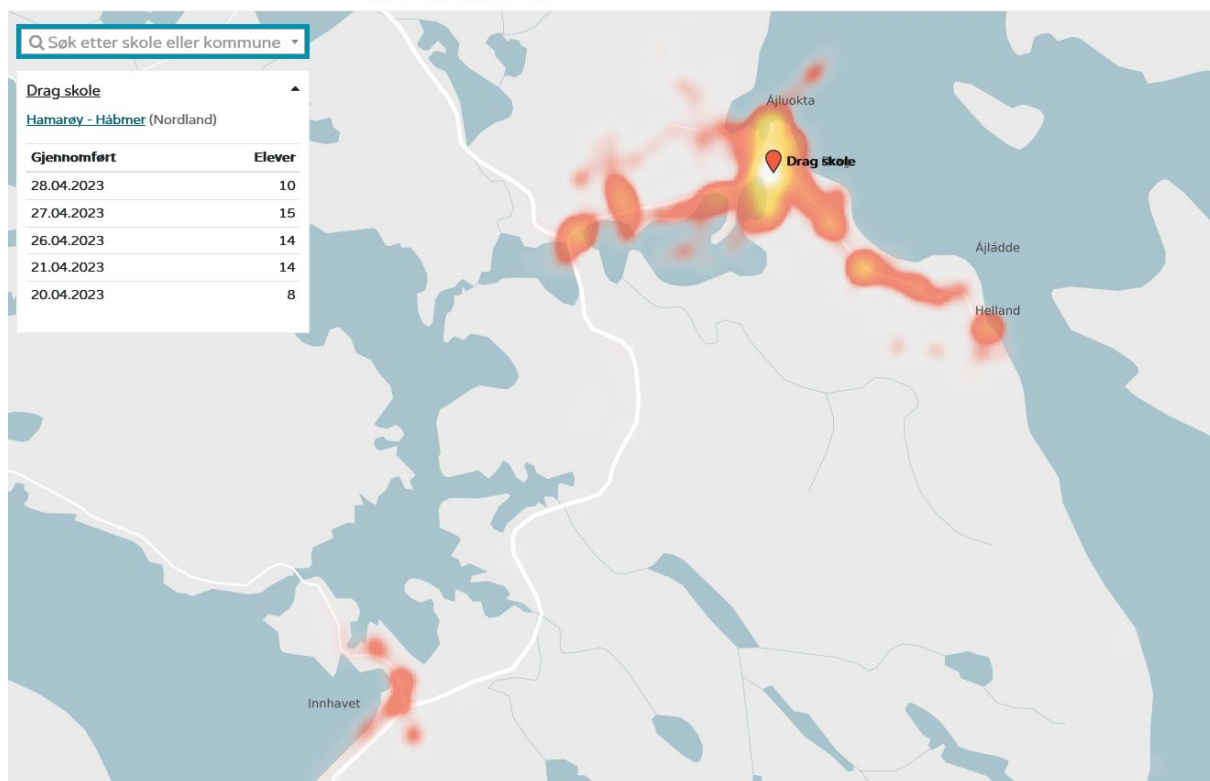 Søk etter skole eller kommune
Drag skole
Hamarøy - Hábmer (Nordland)
Gjennomført Elever
28.04.2023 10
27.04.2023 15
26.04.2023 14
21.04.2023 14
20.04.2023 8
Ájluokta
Drag skole
Ájládde
Helland
Innhavet